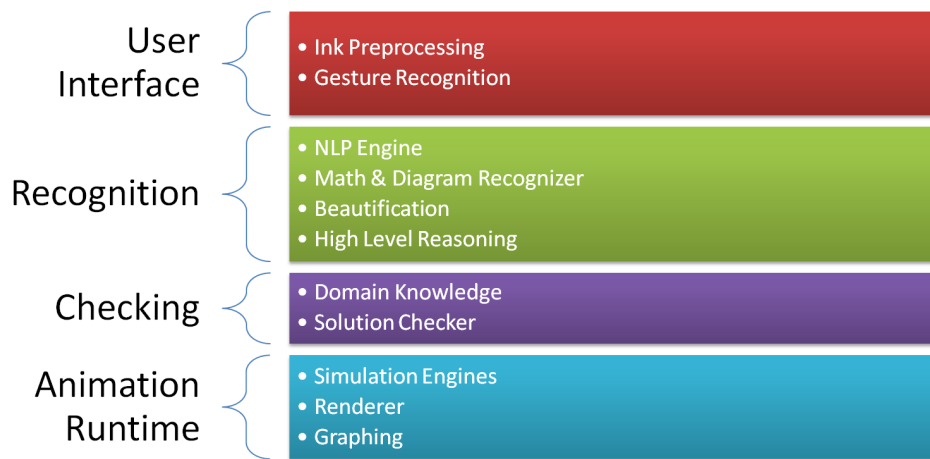 User
Interface
• Ink Preprocessing
• Gesture Recognition
Recognition
• NLP Engine
• Math & Diagram Recognizer
• Beautification
• High Level Reasoning
Checking
• Domain Knowledge
• Solution Checker
Animation
Runtime
• Simulation Engines
• Renderer
• Graphing